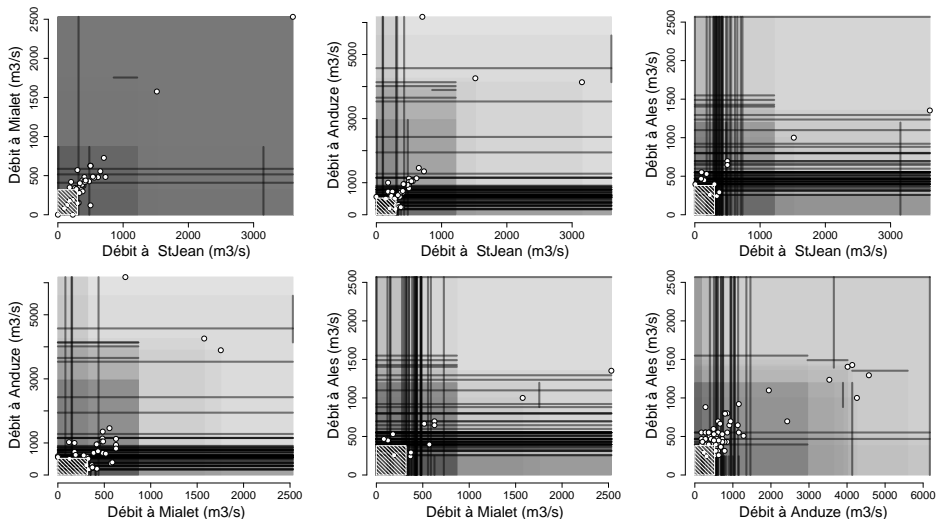 2500
2000
1500
1000
500
0
Débit à Mialet (m3/s)
0 1000 2000 3000
Débit à StJean (m3/s)
5000
3000
1000
0
Débit à Anduze (m3/s)
0 1000 2000 3000
Débit à StJean (m3/s)
2500
2000
1500
1000
500
0
Débit à Ales (m3/s)
0 1000 2000 3000
Débit à StJean (m3/s)
5000
3000
1000
0
Débit à Anduze (m3/s)
0 500 1000 1500 2000 2500
Débit à Mialet (m3/s)
2500
2000
1500
1000
500
0
Débit à Ales (m3/s)
0 500 1000 1500 2000 2500
Débit à Mialet (m3/s)
2500
2000
1500
1000
500
0
Débit à Ales (m3/s)
0 1000 2000 3000 4000 5000 6000
Débit à Anduze (m3/s)